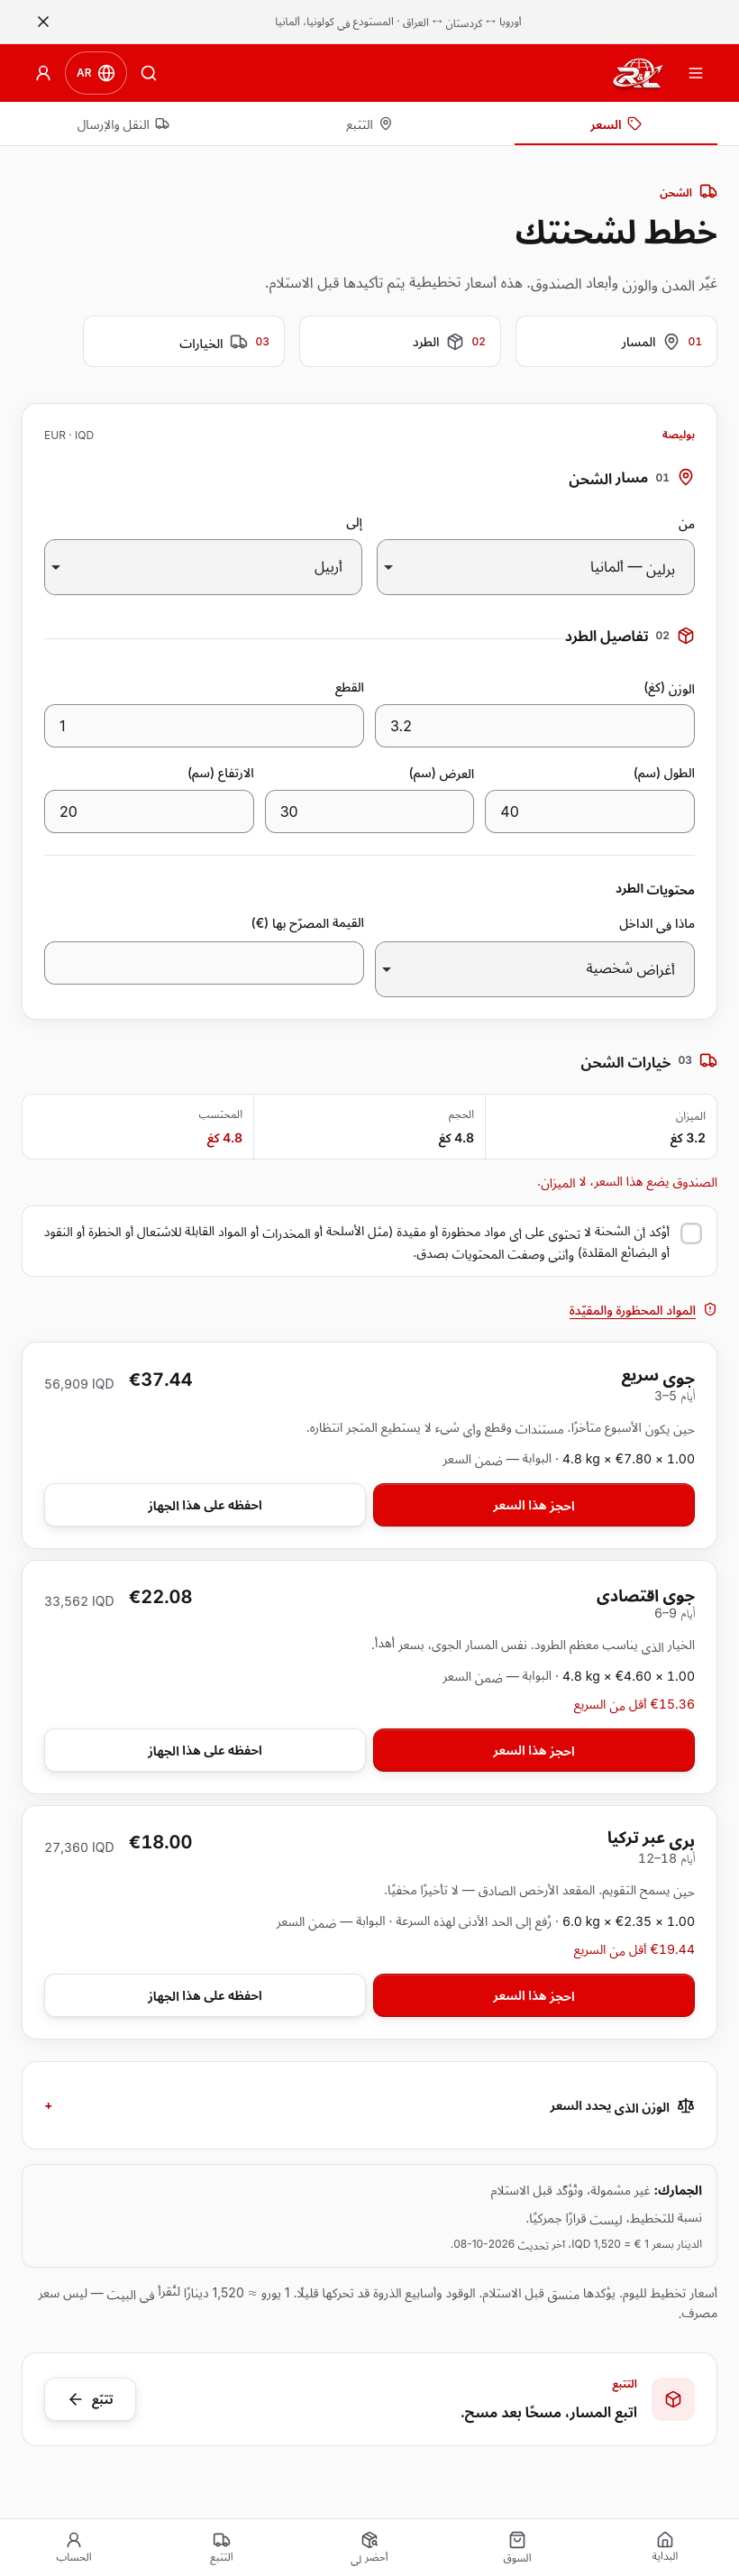 أوروبا ↔ كردستان ↔ العراق · المستودع في كولونيا، ألمانيا
R&L
AR
السعر
التتبع
النقل والإرسال
الشحن
خطط لشحنتك
غيّر المدن والوزن وأبعاد الصندوق. هذه أسعار تخطيطية يتم تأكيدها قبل الاستلام.
01 المسار
02 الطرد
03 الخيارات
بوليصة
EUR · IQD
01 مسار الشحن
من
إلى
برلين — ألمانيا
أربيل
02 تفاصيل الطرد
الوزن (كغ)
القطع
3.2
1
الطول (سم)
العرض (سم)
الارتفاع (سم)
40
30
20
محتويات الطرد
ماذا في الداخل
القيمة المصرّح بها (€)
أغراض شخصية
03 خيارات الشحن
الميزان
الحجم
المحتسب
3.2 كغ
4.8 كغ
4.8 كغ
الصندوق يضع هذا السعر، لا الميزان.
أؤكد أن الشحنة لا تحتوي على أي مواد محظورة أو مقيدة (مثل الأسلحة أو المخدرات أو المواد القابلة للاشتعال أو الخطرة أو النقود
أو البضائع المقلدة) وأنني وصفت المحتويات بصدق.
المواد المحظورة والمقيّدة
جوي سريع
€37.44
56,909 IQD
3–5 أيام
حين يكون الأسبوع متأخرًا. مستندات وقطع وأي شيء لا يستطيع المتجر انتظاره.
4.8 kg × €7.80 × 1.00 · البوابة — ضمن السعر
احجز هذا السعر
احفظه على هذا الجهاز
جوي اقتصادي
€22.08
33,562 IQD
6–9 أيام
الخيار الذي يناسب معظم الطرود. نفس المسار الجوي، بسعر أهدأ.
4.8 kg × €4.60 × 1.00 · البوابة — ضمن السعر
€15.36 أقل من السريع
احجز هذا السعر
احفظه على هذا الجهاز
بري عبر تركيا
€18.00
27,360 IQD
12–18 أيام
حين يسمح التقويم. المقعد الأرخص الصادق — لا تأخيرًا مخفيًا.
6.0 kg × €2.35 × 1.00 · رُفع إلى الحد الأدنى لهذه السرعة · البوابة — ضمن السعر
€19.44 أقل من السريع
احجز هذا السعر
احفظه على هذا الجهاز
الوزن الذي يحدد السعر
+
الجمارك: غير مشمولة، وتُؤكّد قبل الاستلام
نسبة للتخطيط، ليست قرارًا جمركيًا.
الدينار بسعر 1 € = 1,520 IQD، آخر تحديث 2026-10-08.
أسعار تخطيط لليوم. يؤكدها منسق قبل الاستلام. الوقود وأسابيع الذروة قد تحركها قليلًا. 1 يورو ≈ 1,520 دينارًا لتُقرأ في البيت — ليس سعر
مصرف.
التتبع
اتبع المسار، مسحًا بعد مسح.
تتبّع
البداية
السوق
أحضر لي
التتبع
الحساب